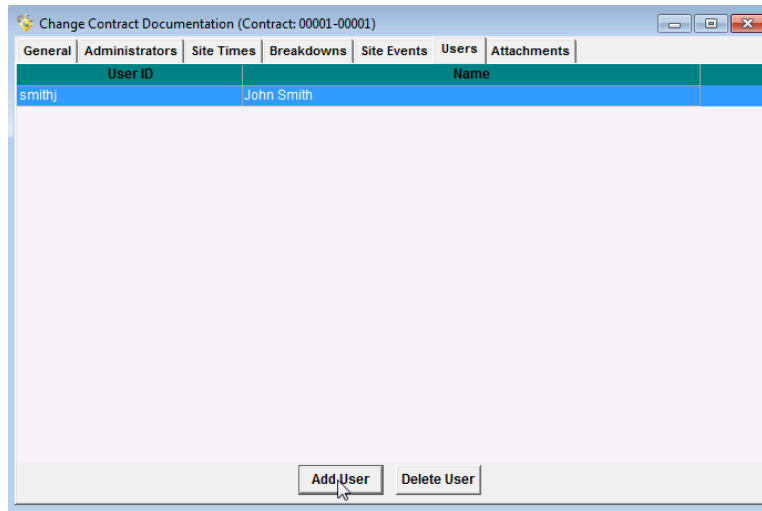 Change Contract Documentation (Contract: 00001-00001)
General Administrators Site Times Breakdowns Site Events Users Attachments
User ID Name
smithj John Smith
Add User Delete User